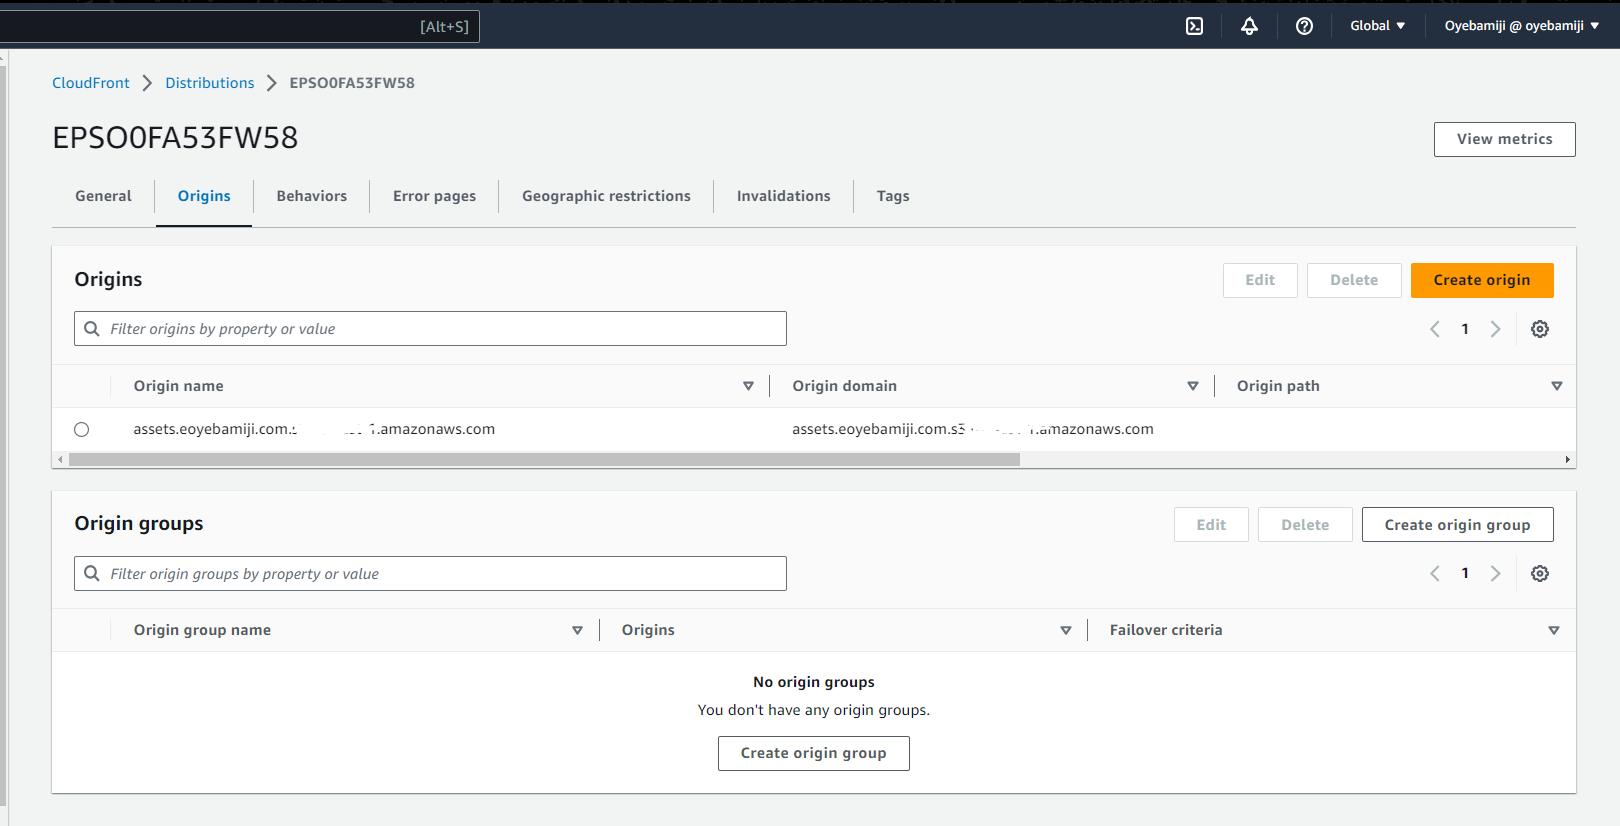 [Alt+S]
Global
Oyebamiji @ oyebamiji
CloudFront
Distributions
EPSO0FA53FW58
EPSO0FA53FW58
View metrics
General
Origins
Behaviors
Error pages
Geographic restrictions
Invalidations
Tags
Origins
Edit
Delete
Create origin
Filter origins by property or value
1
Origin name
Origin domain
Origin path
assets.eoyebamiji.com. .amazonaws.com
assets.eoyebamiji.com.s3 .amazonaws.com
Origin groups
Edit
Delete
Create origin group
Filter origin groups by property or value
1
Origin group name
Origins
Failover criteria
No origin groups
You don't have any origin groups.
Create origin group